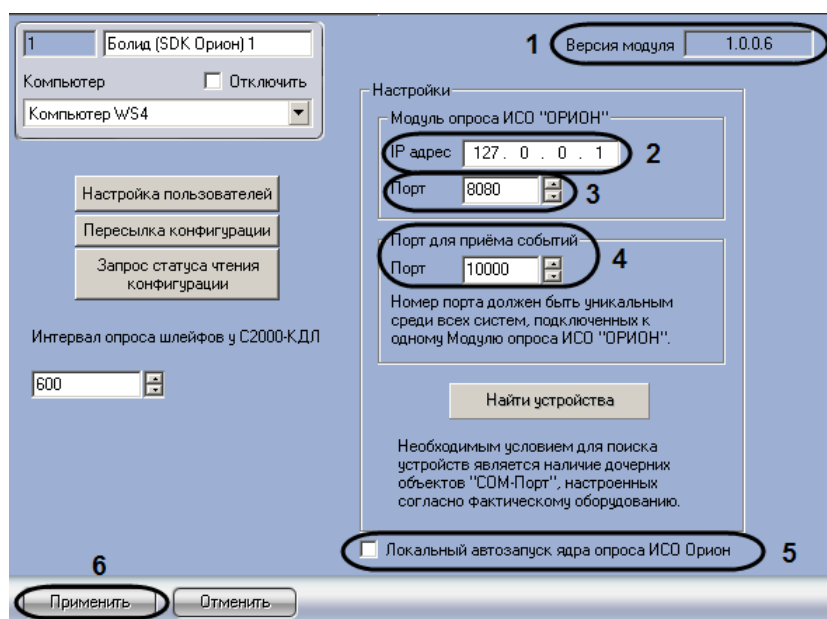 1
Болид (SDK Орион) 1
Компьютер
Отключить
Компьютер WS4
Настройка пользователей
Пересылка конфигурации
Запрос статуса чтения
конфигурации
Интервал опроса шлейфов у С2000-КДЛ
600
1
Версия модуля
1.0.0.6
Настройки
Модуль опроса ИСО "ОРИОН"
IP адрес
127 . 0 . 0 . 1
2
Порт
8080
3
Порт для приёма событий
Порт
10000
4
Номер порта должен быть уникальным
среди всех систем, подключенных к
одному Модулю опроса ИСО "ОРИОН".
Найти устройства
Необходимым условием для поиска
устройств является наличие дочерних
объектов "СОМ-Порт", настроенных
согласно фактическому оборудованию.
Локальный автозапуск ядра опроса ИСО Орион
5
6
Применить
Отменить